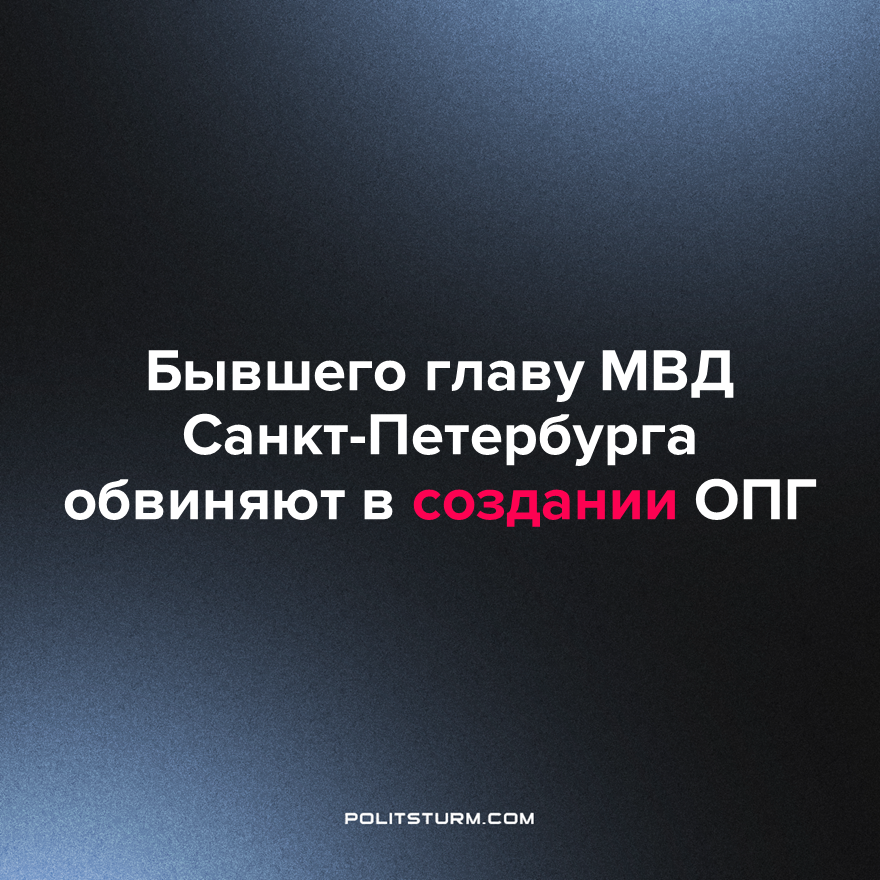 Бывшего главу МВД
Санкт-Петербурга
обвиняют в создании ОПГ
POLITSTURM.COM